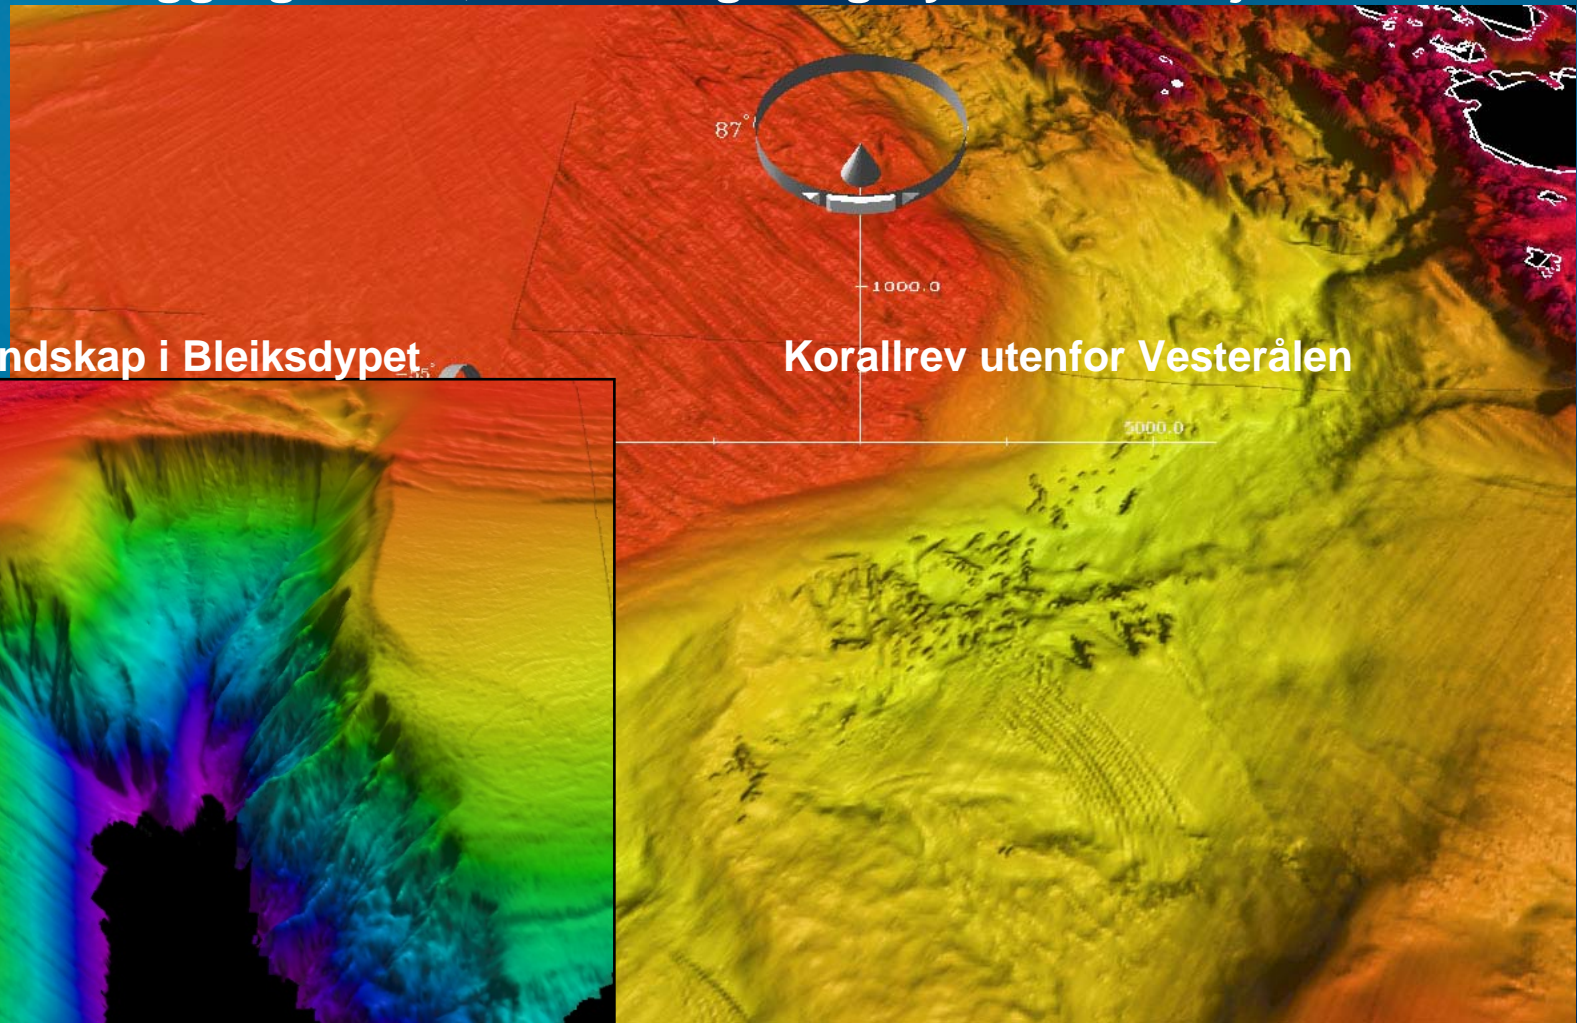 87°
1000.0
ndskap i Bleiksdypet
Korallrev utenfor Vesterålen
5000.0